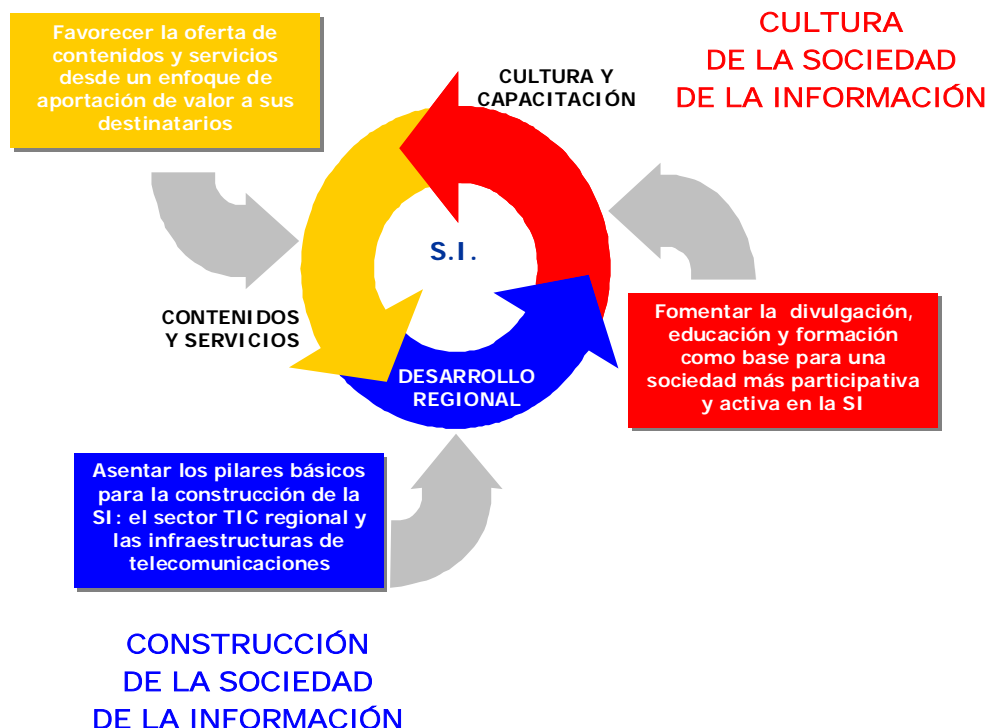 Favorecer la oferta de
contenidos y servicios
desde un enfoque de
aportación de valor a sus
destinatarios
CULTURA
DE LA SOCIEDAD
DE LA INFORMACIÓN
CULTURA Y
CAPACITACIÓN
S.I.
CONTENIDOS
Y SERVICIOS
Fomentar la divulgación,
educación y formación
como base para una
sociedad más participativa
y activa en la SI
DESARROLLO
REGIONAL
Asentar los pilares básicos
para la construcción de la
SI: el sector TIC regional y
las infraestructuras de
telecomunicaciones
CONSTRUCCIÓN
DE LA SOCIEDAD
DE LA INFORMACIÓN